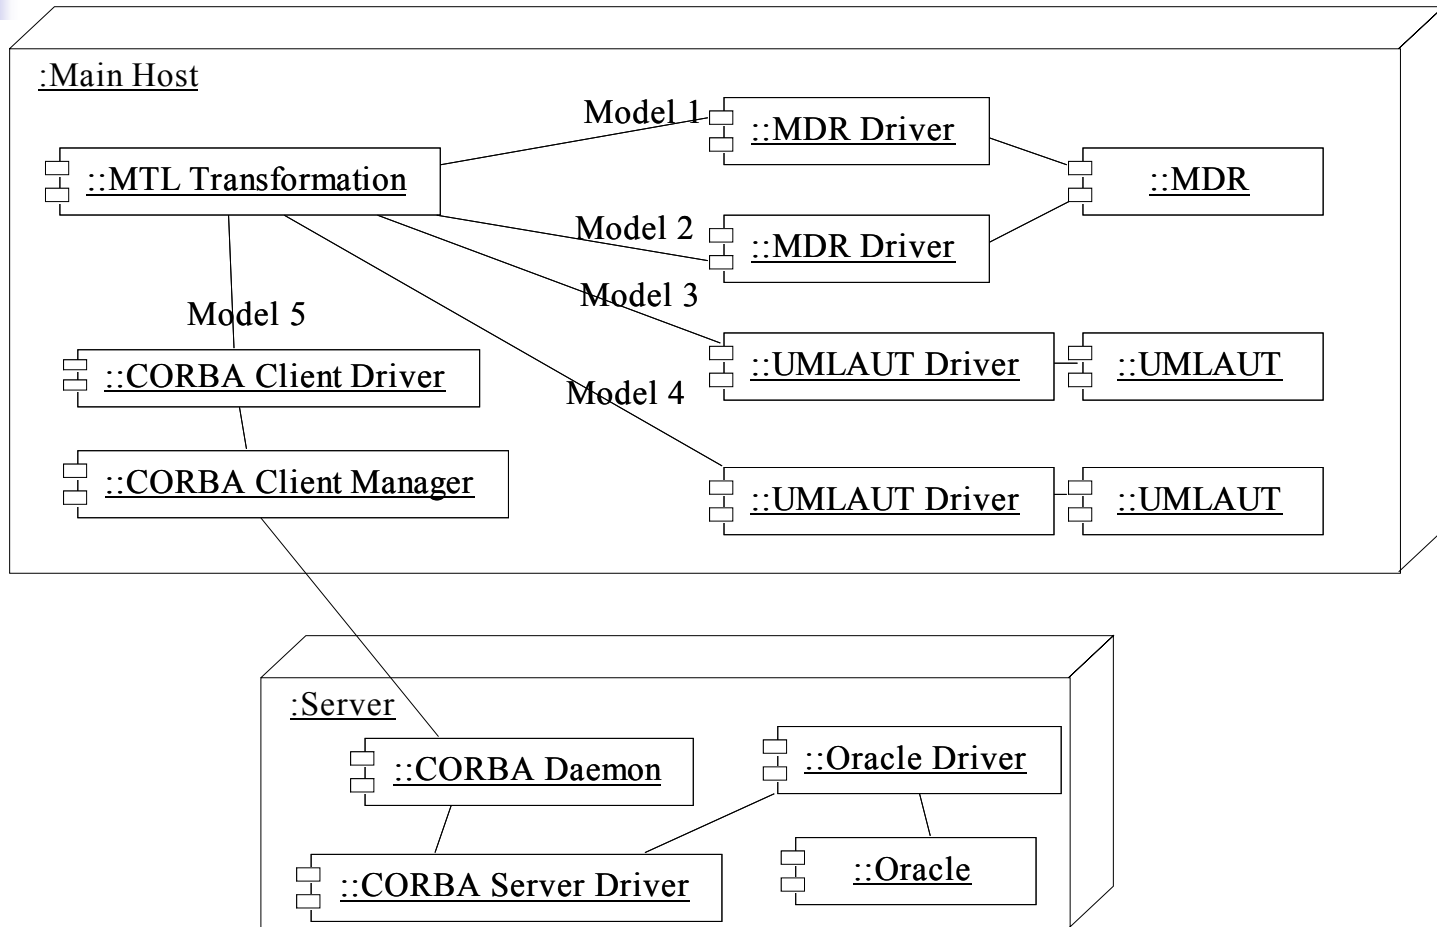 :Main Host
Model 1
::MDR Driver
::MTL Transformation
::MDR
Model 2
::MDR Driver
Model 3
Model 5
::UMLAUT Driver
::UMLAUT
::CORBA Client Driver
Model 4
::CORBA Client Manager
::UMLAUT Driver
::UMLAUT
:Server
::CORBA Daemon
::Oracle Driver
::CORBA Server Driver
::Oracle